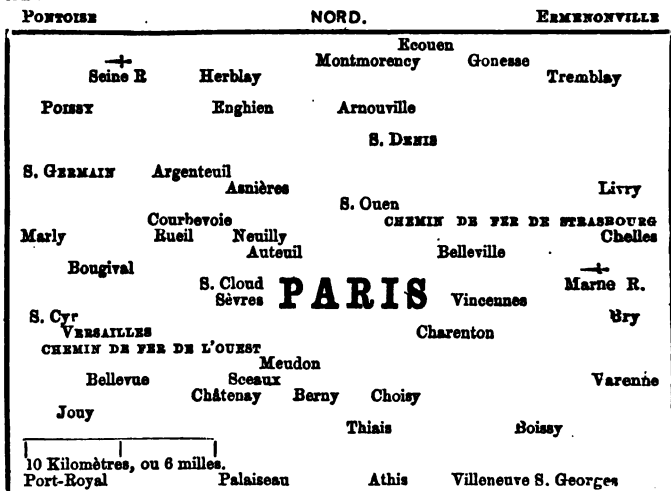 PONTOISE NORD. ERMENONVILLE
Ecouen
Montmorency Gonesse
Seine R Herblay Tremblay
POISSY Enghien Arnouville
S. DENIS
S. GERMAIN Argenteuil
Asnières Livry
S. Ouen
Courbevoie CHEMIN DE FER DE STRASBOURG
Marly Rueil Neuilly Chelles
Auteuil Belleville
Bougival
S. Cloud PARIS Marne R.
Sèvres Vincennes
S. Cyr Bry
VERSAILLES Charenton
CHEMIN DE FER DE L'OUEST
Meudon
Bellevue Sceaux Varenne
Châtenay Berny Choisy
Jouy
Thiais Boissy
10 Kilomètres, ou 6 milles.
Port-Royal Palaiseau Athis Villeneuve S. Georges